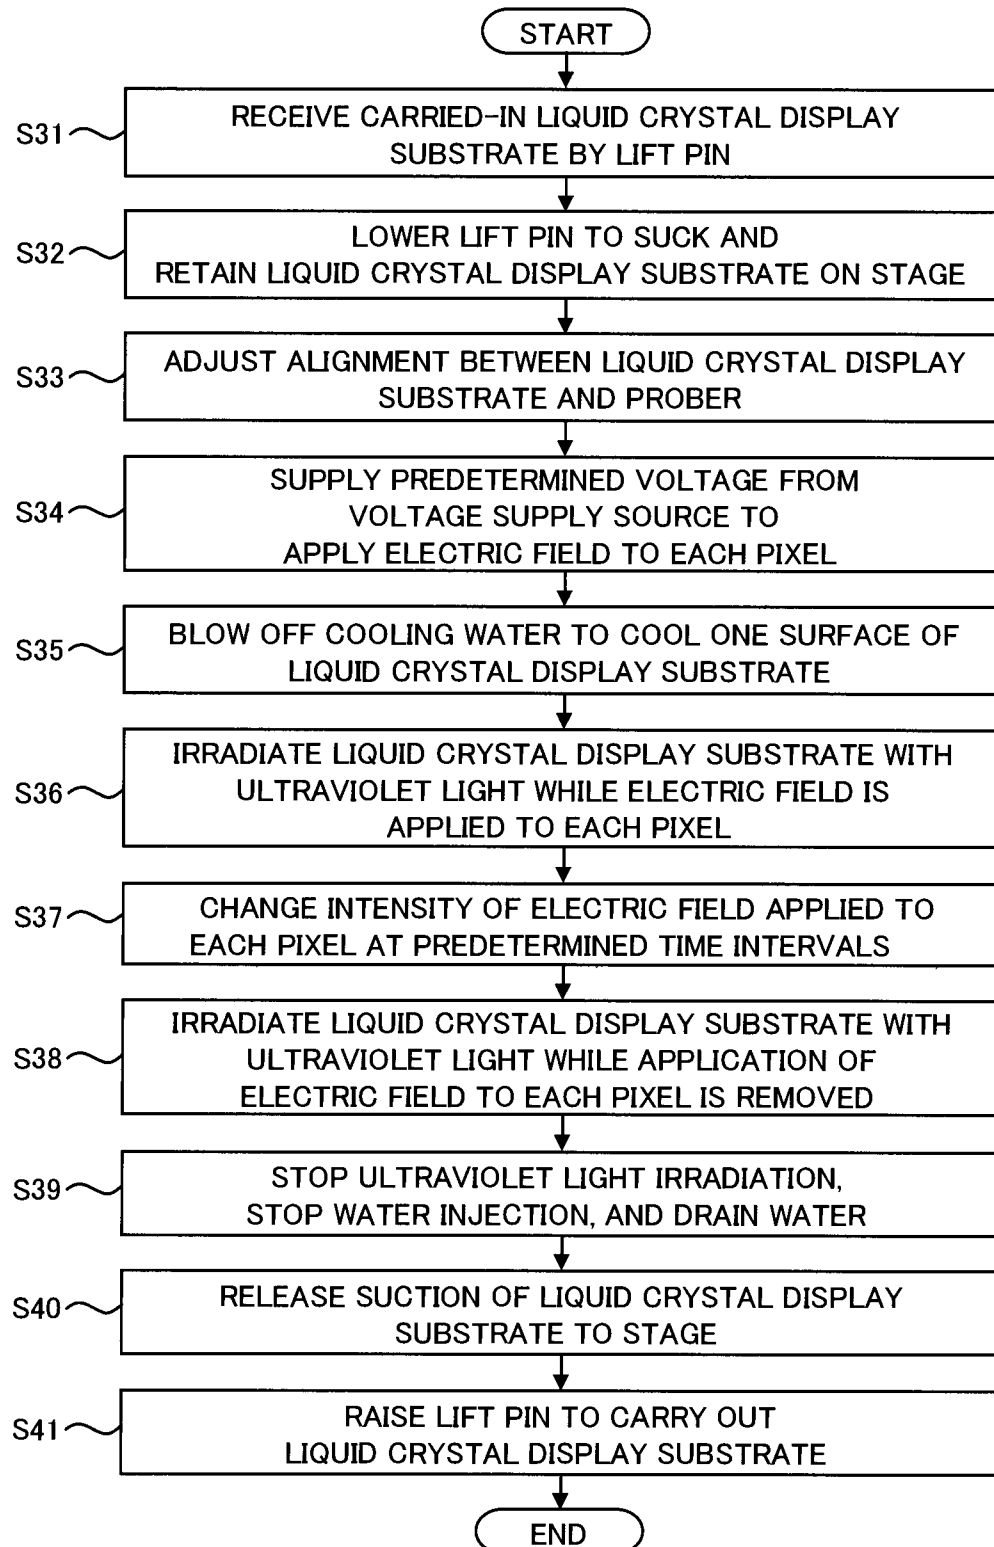 START
S31
RECEIVE CARRIED-IN LIQUID CRYSTAL DISPLAY
SUBSTRATE BY LIFT PIN
S32
LOWER LIFT PIN TO SUCK AND
RETAIN LIQUID CRYSTAL DISPLAY SUBSTRATE ON STAGE
S33
ADJUST ALIGNMENT BETWEEN LIQUID CRYSTAL DISPLAY
SUBSTRATE AND PROBER
S34
SUPPLY PREDETERMINED VOLTAGE FROM
VOLTAGE SUPPLY SOURCE TO
APPLY ELECTRIC FIELD TO EACH PIXEL
S35
BLOW OFF COOLING WATER TO COOL ONE SURFACE OF
LIQUID CRYSTAL DISPLAY SUBSTRATE
S36
IRRADIATE LIQUID CRYSTAL DISPLAY SUBSTRATE WITH
ULTRAVIOLET LIGHT WHILE ELECTRIC FIELD IS
APPLIED TO EACH PIXEL
S37
CHANGE INTENSITY OF ELECTRIC FIELD APPLIED TO
EACH PIXEL AT PREDETERMINED TIME INTERVALS
S38
IRRADIATE LIQUID CRYSTAL DISPLAY SUBSTRATE WITH
ULTRAVIOLET LIGHT WHILE APPLICATION OF
ELECTRIC FIELD TO EACH PIXEL IS REMOVED
S39
STOP ULTRAVIOLET LIGHT IRRADIATION,
STOP WATER INJECTION, AND DRAIN WATER
S40
RELEASE SUCTION OF LIQUID CRYSTAL DISPLAY
SUBSTRATE TO STAGE
S41
RAISE LIFT PIN TO CARRY OUT
LIQUID CRYSTAL DISPLAY SUBSTRATE
END